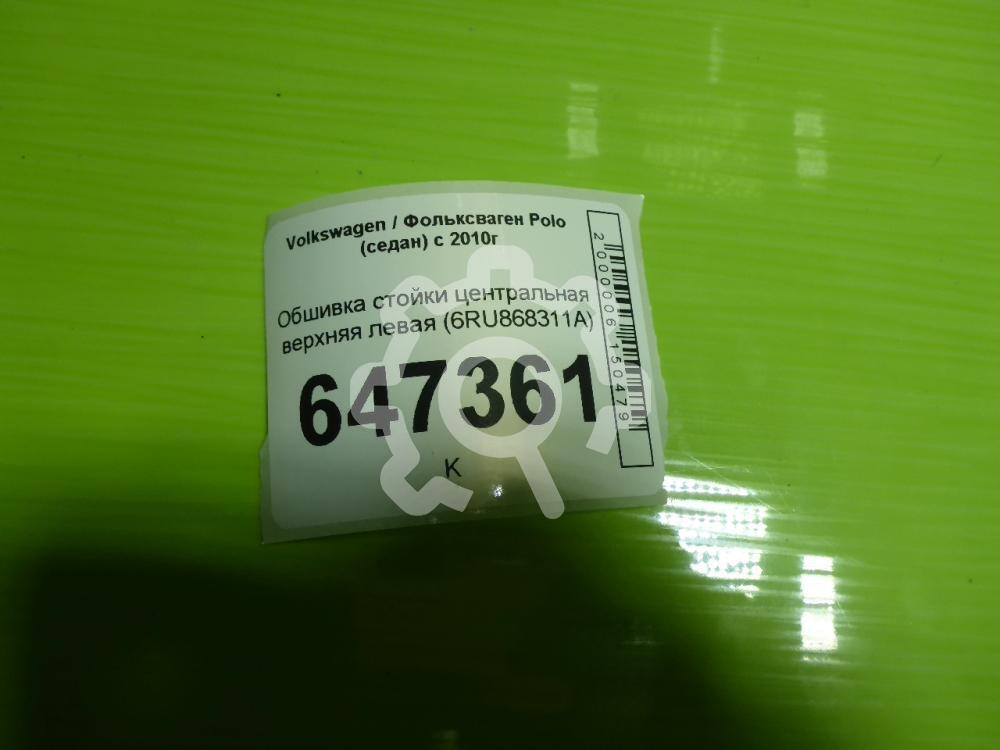 Volkswagen / Фольксваген Polo
(седан) с 2010г
Обшивка стойки центральная
верхняя левая (6RU868311A)
647361
К
2000006150479